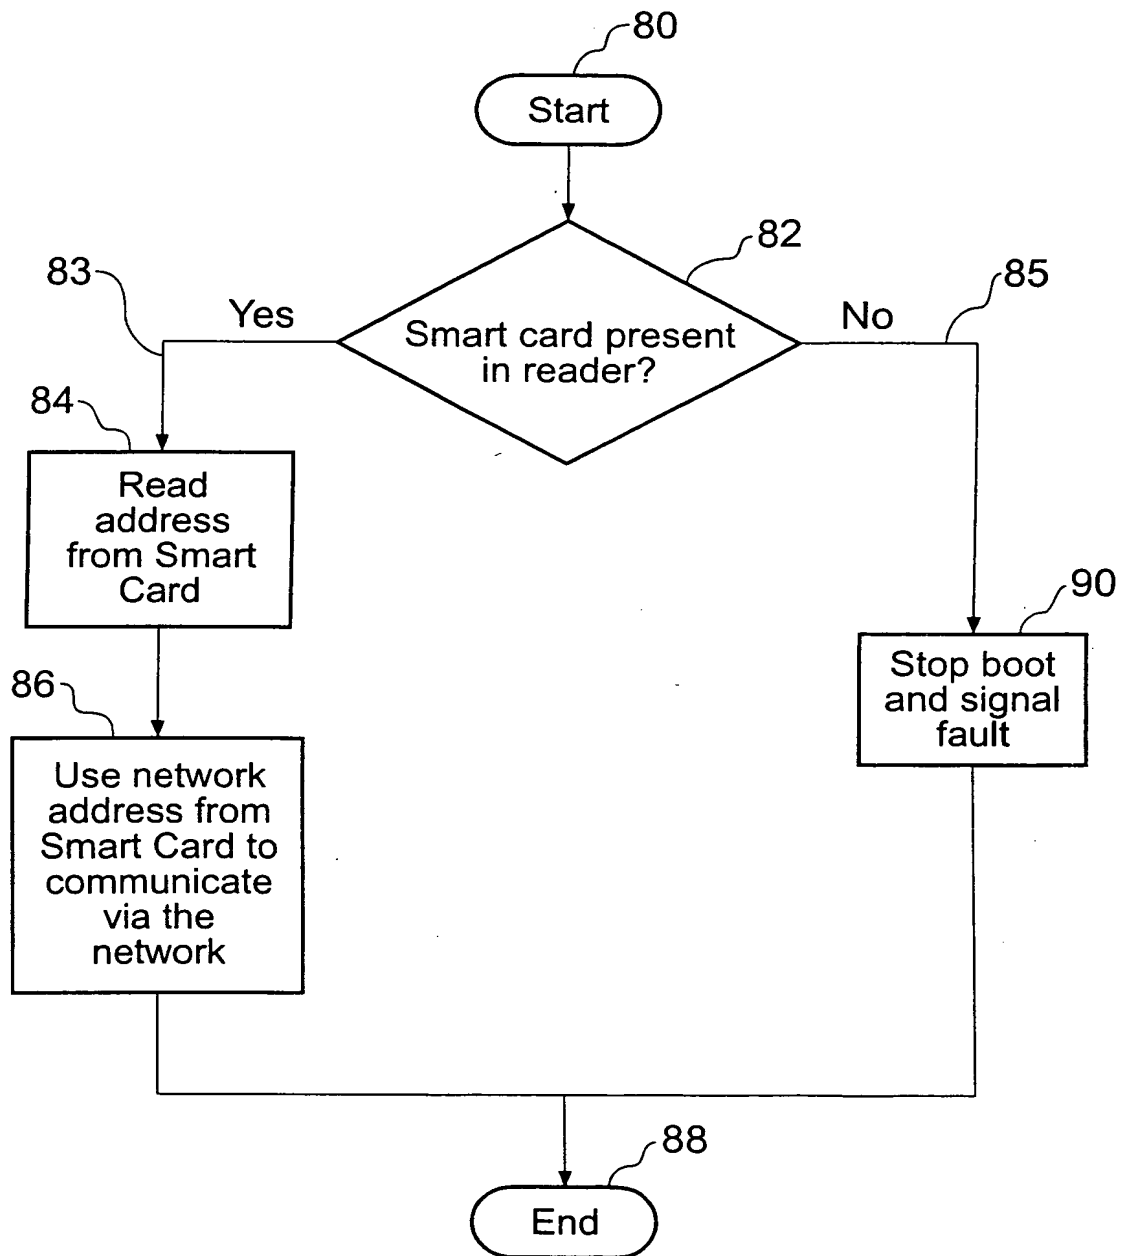 80
Start
82
83
85
Yes
No
Smart card present
in reader?
84
Read
address
from Smart
Card
90
Stop boot
and signal
fault
86
Use network
address from
Smart Card to
communicate
via the
network
88
End